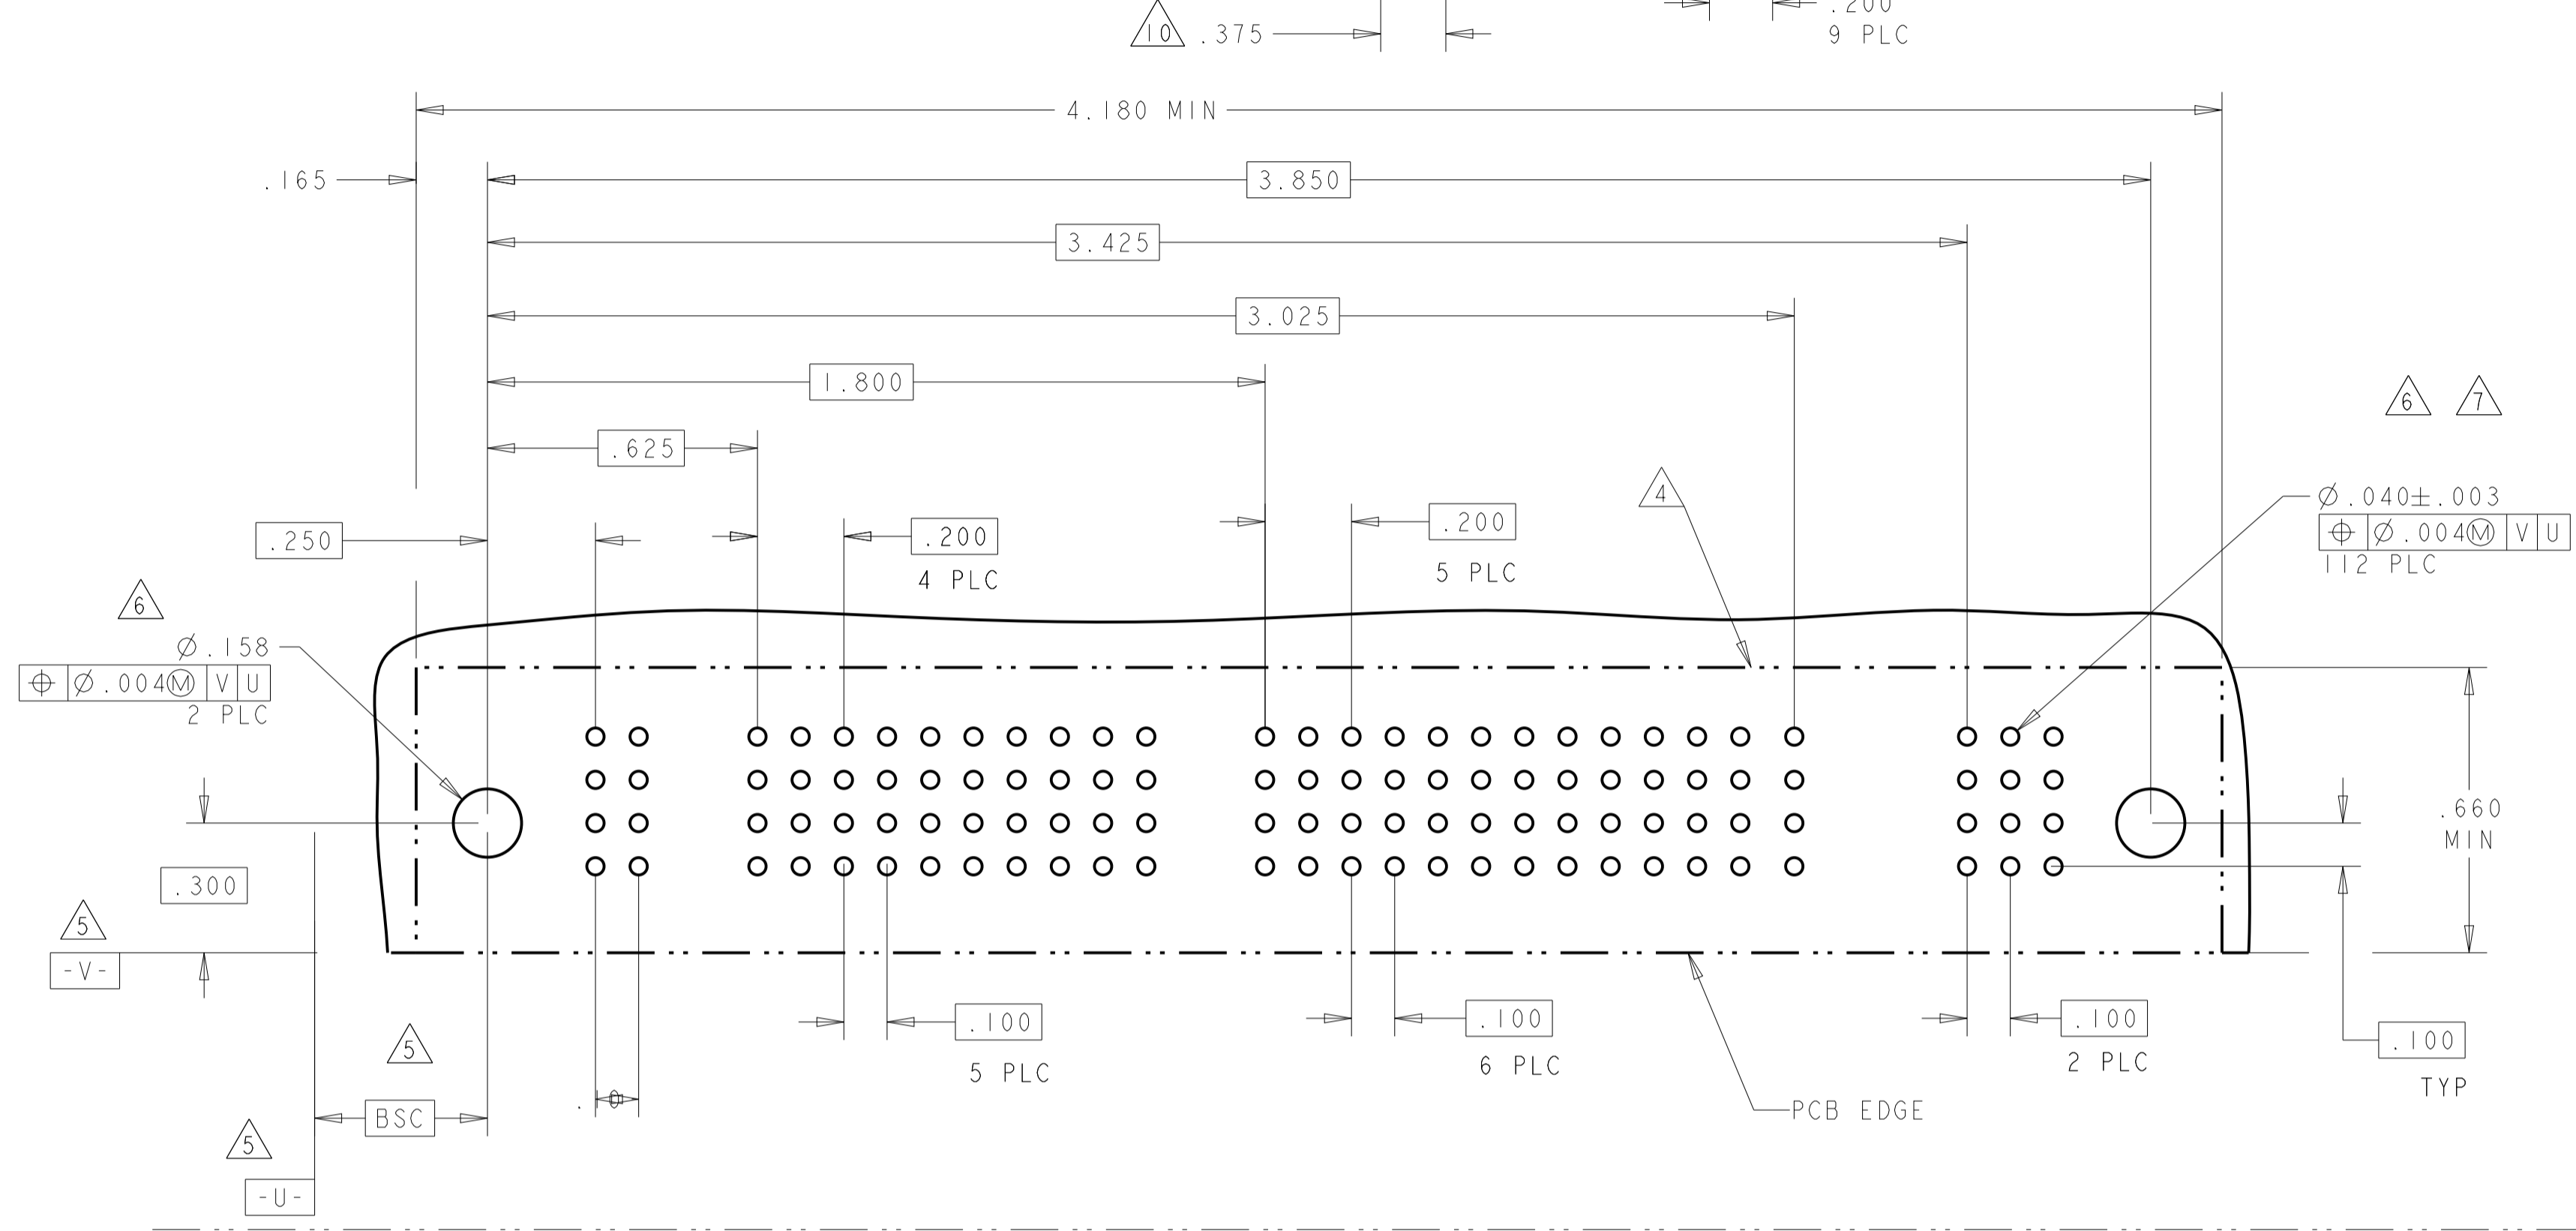 .200
10 .375
9 PLC
4.180 MIN
.165
3.850
3.425
3.025
1.800
6 7
.625
4
Ø.040±.003
.250
.200
.200
⌖ Ø.004Ⓜ V U
4 PLC
5 PLC
112 PLC
6
Ø.158
⌖ Ø.004Ⓜ V U
2 PLC
.660
MIN
.300
5
-V-
.100
.100
.100
.100
5
5 PLC
6 PLC
2 PLC
TYP
BSC
PCB EDGE
5
-U-